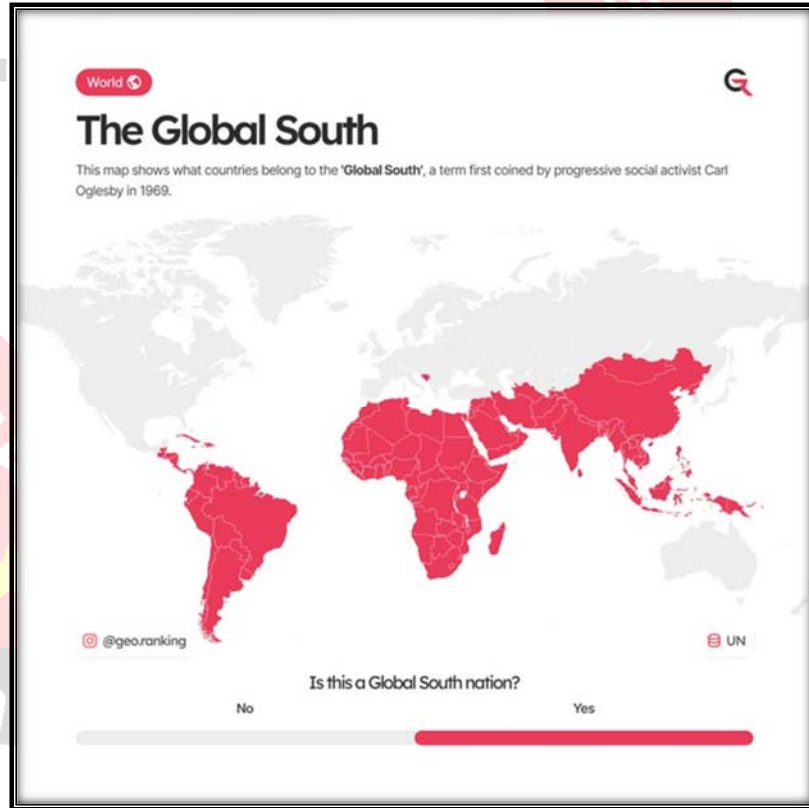 World
The Global South
This map shows what countries belong to the 'Global South', a term first coined by progressive social activist Carl
Oglesby in 1969.
@geo.ranking
UN
Is this a Global South nation?
No
Yes